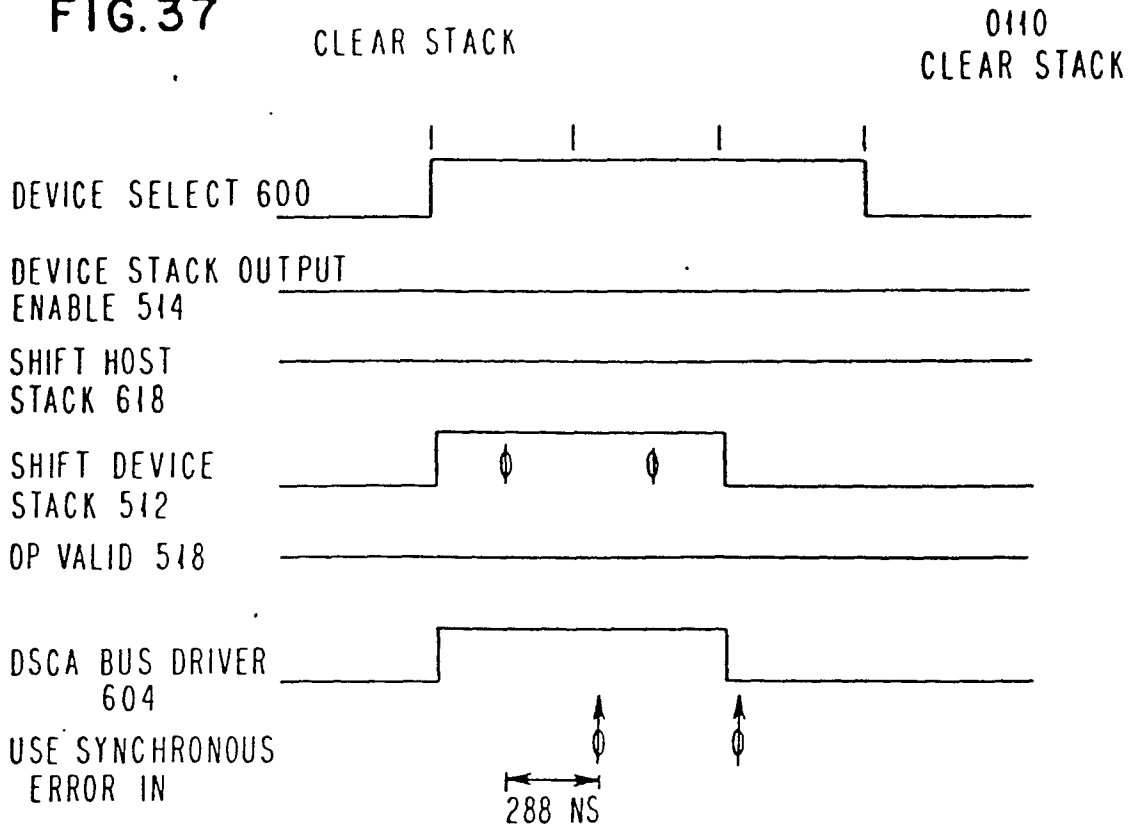 FIG.37
CLEAR STACK
0110
CLEAR STACK
DEVICE SELECT 600
DEVICE STACK OUTPUT
ENABLE 514
SHIFT HOST
STACK 618
SHIFT DEVICE
STACK 512
OP VALID 518
DSCA BUS DRIVER
604
USE SYNCHRONOUS
ERROR IN
288 NS